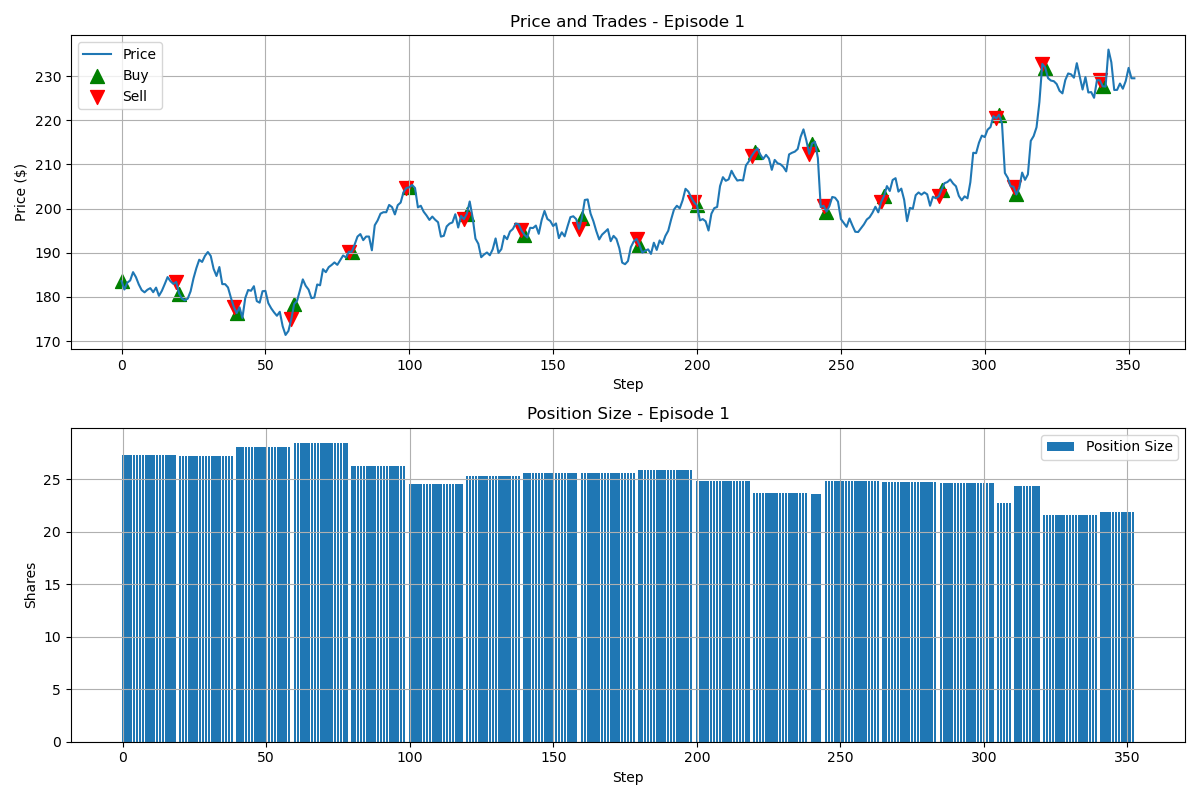 Price and Trades - Episode 1
Price
Buy
Sell
Price ($)
230
220
210
200
190
180
170
0 50 100 150 200 250 300 350
Step
Position Size - Episode 1
Position Size
Shares
25
20
15
10
5
0
0 50 100 150 200 250 300 350
Step